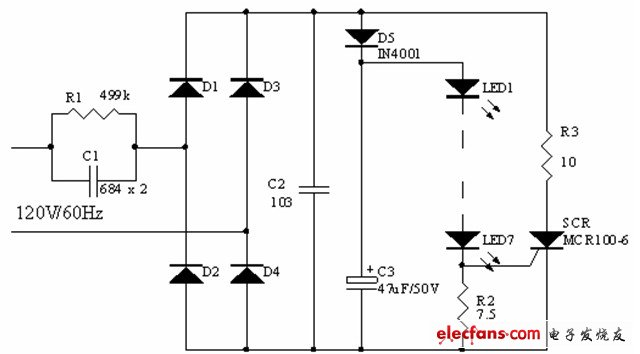 D5
IN4001
R1 499k
D1
D3
LED1
C1
684 x 2
R3
10
C2
103
120V/60Hz
SCR
MCR100-6
LED7
D2
D4
+
C3
47uF/50V
R2
7.5
elecfans.com 电子发烧友